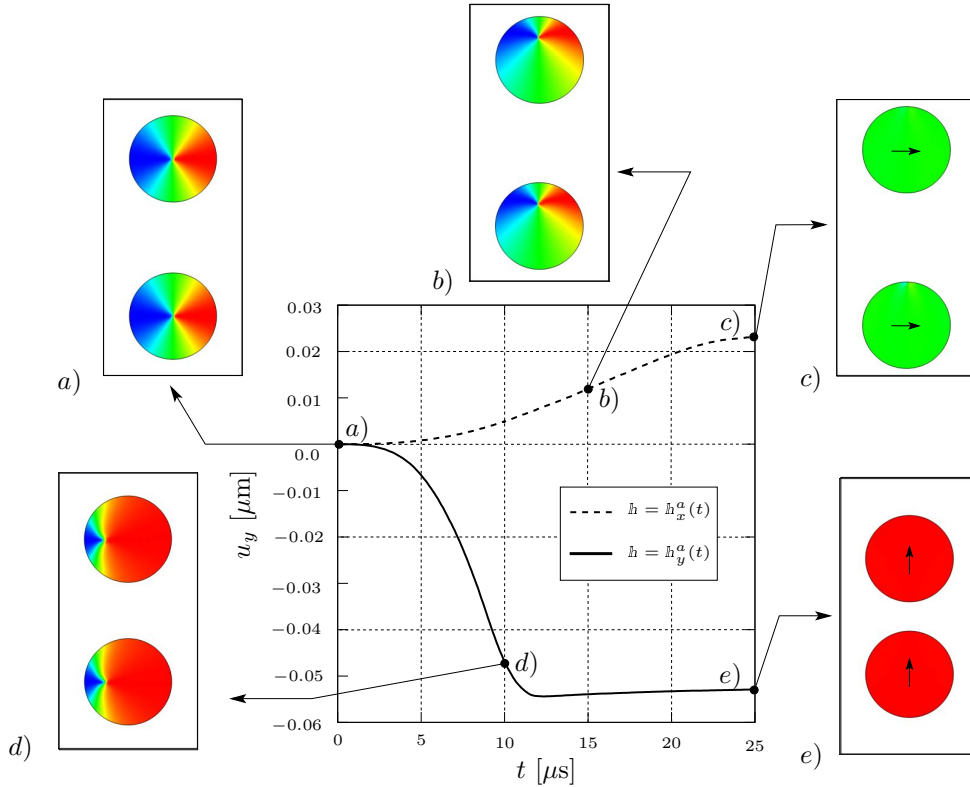 b)
a)
c)
0.03
0.02
0.01
0.0
−0.01
−0.02
−0.03
−0.04
−0.05
−0.06
u_y [μm]
a)
b)
c)
d)
e)
𝕙 = 𝕙_x^a(t)
𝕙 = 𝕙_y^a(t)
0 5 10 15 20 25
t [μs]
d)
e)